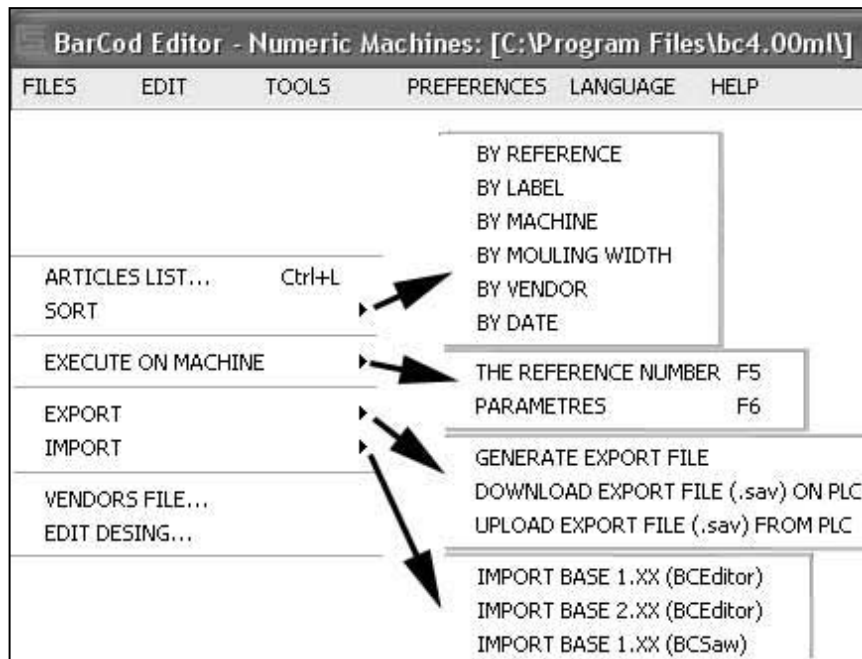 BarCod Editor - Numeric Machines: [C:\Program Files\bc4.00ml\]
FILES EDIT TOOLS PREFERENCES LANGUAGE HELP
ARTICLES LIST... Ctrl+L
SORT
BY REFERENCE
BY LABEL
BY MACHINE
BY MOULING WIDTH
BY VENDOR
BY DATE
EXECUTE ON MACHINE
THE REFERENCE NUMBER F5
PARAMETRES F6
EXPORT
GENERATE EXPORT FILE
DOWNLOAD EXPORT FILE (.sav) ON PLC
UPLOAD EXPORT FILE (.sav) FROM PLC
IMPORT
IMPORT BASE 1.XX (BCEditor)
IMPORT BASE 2.XX (BCEditor)
IMPORT BASE 1.XX (BCSaw)
VENDORS FILE...
EDIT DESING...